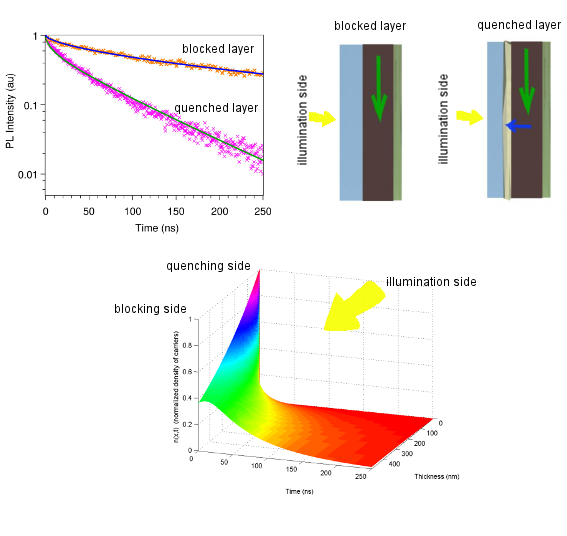 blocked layer
quenched layer
PL Intensity (au)
1
0.1
0.01
0
50
100
150
200
250
Time (ns)
blocked layer
illumination side
quenched layer
illumination side
quenching side
blocking side
illumination side
n(x,t) (normalized density of carriers)
1
0.8
0.6
0.4
0.2
0
0
50
100
150
200
250
Time (ns)
0
100
200
300
400
Thickness (nm)